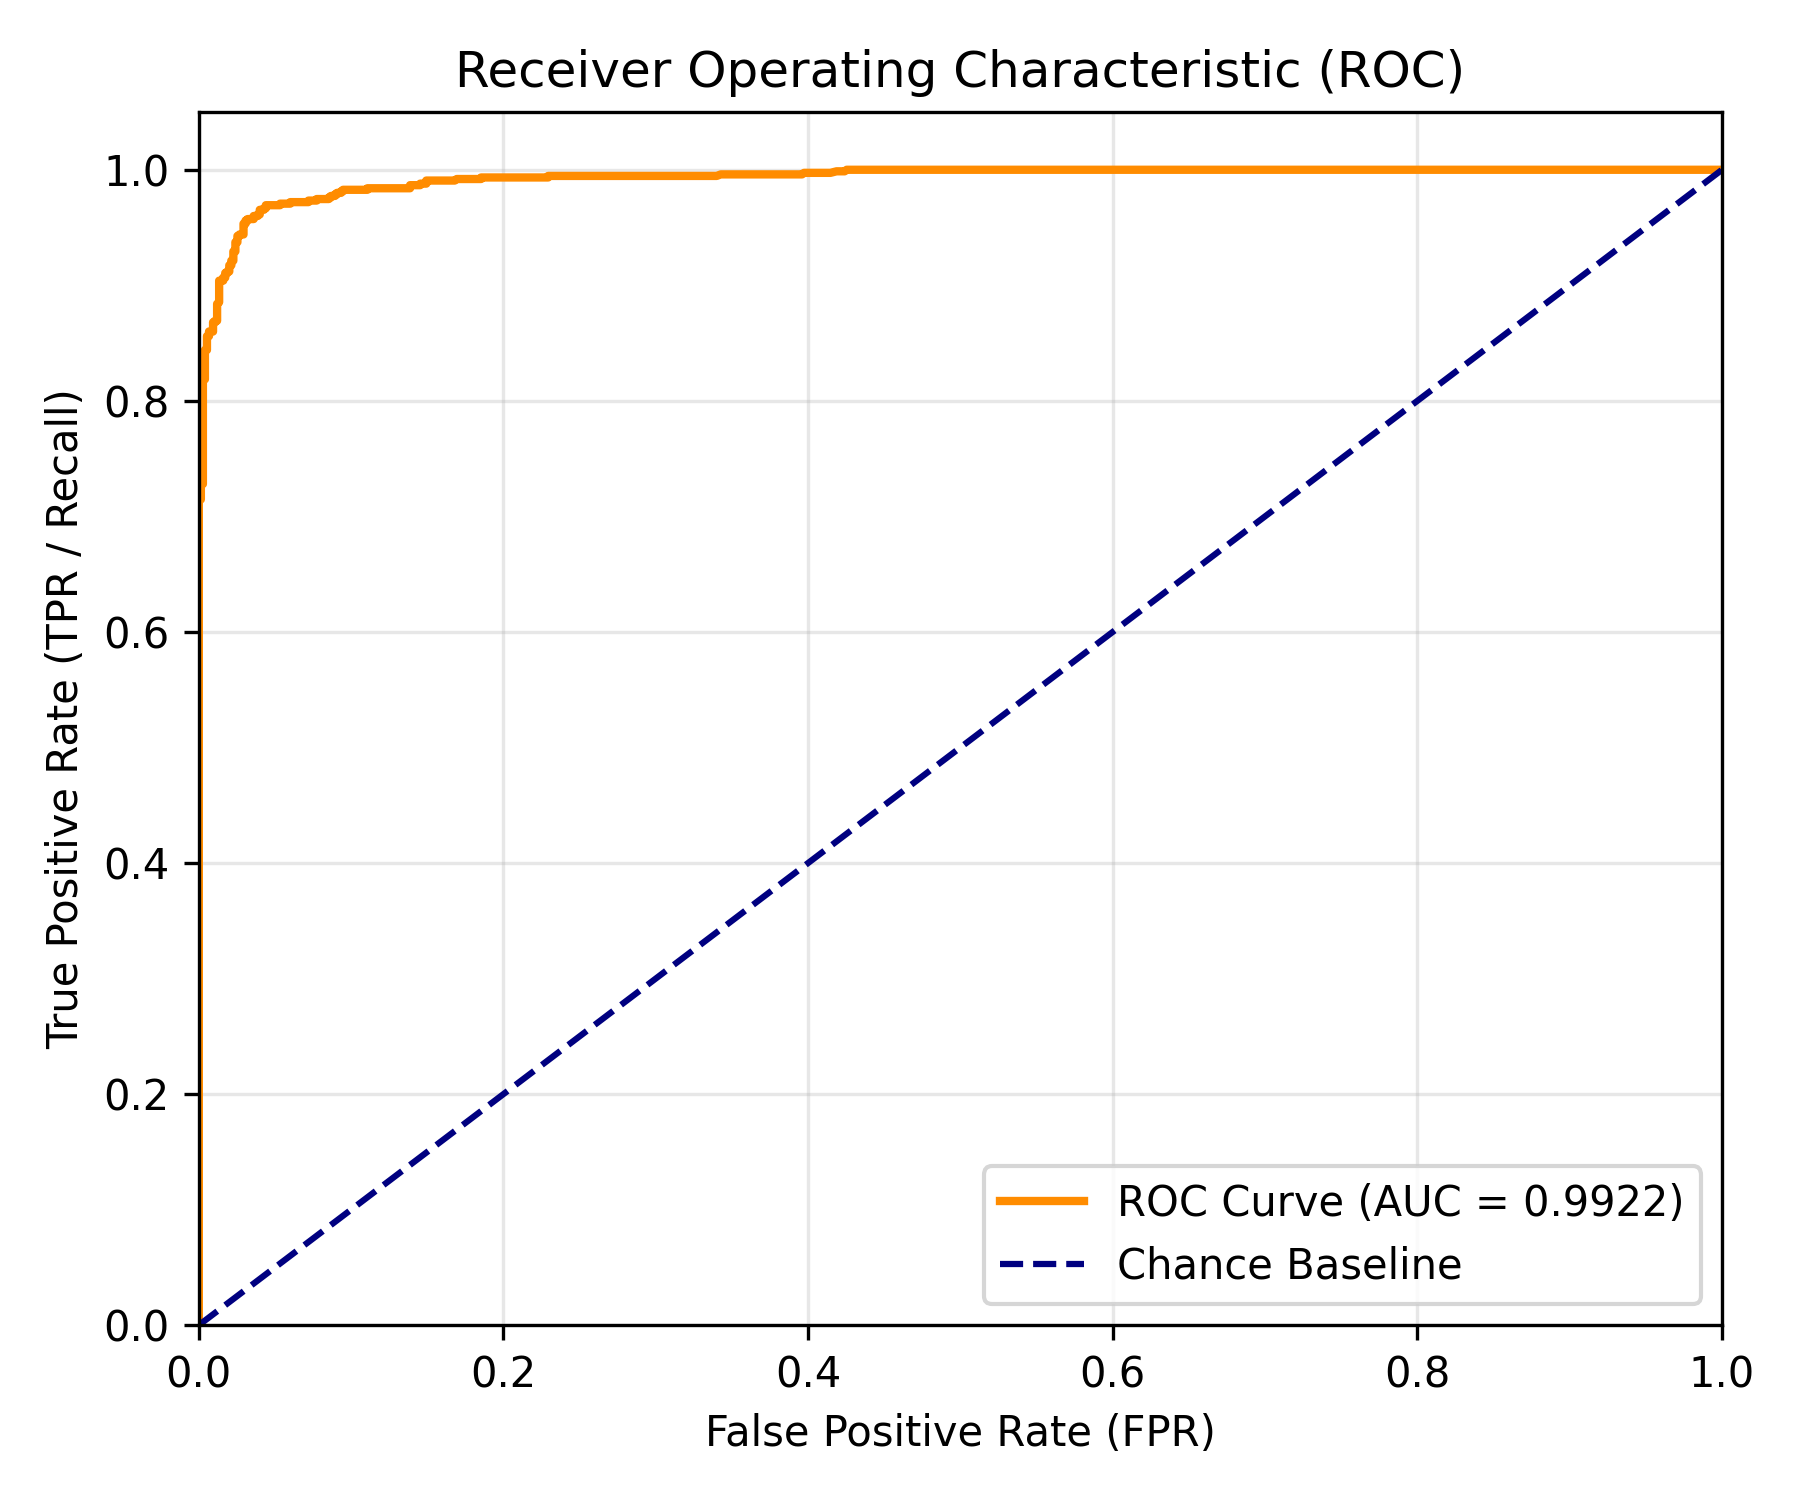 Receiver Operating Characteristic (ROC)
True Positive Rate (TPR / Recall)
1.0
0.8
0.6
0.4
0.2
0.0
ROC Curve (AUC = 0.9922)
Chance Baseline
0.0 0.2 0.4 0.6 0.8 1.0
False Positive Rate (FPR)